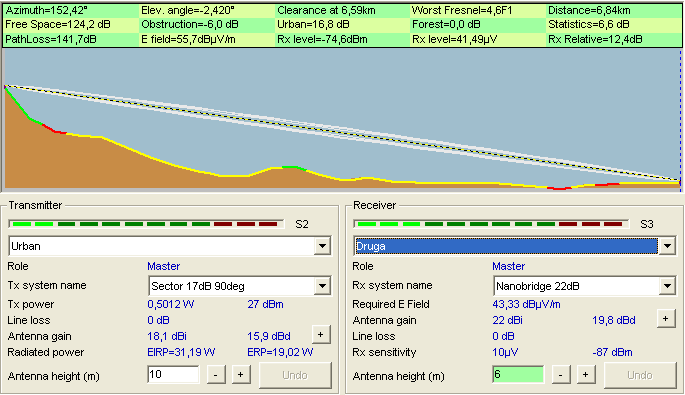 Azimuth=152,42° Elev. angle=-2,420° Clearance at 6,59km Worst Fresnel=4,6F1 Distance=6,84km
Free Space=124,2 dB Obstruction=-6,0 dB Urban=16,8 dB Forest=0,0 dB Statistics=6,6 dB
PathLoss=141,7dB E field=55,7dBµV/m Rx level=-74,6dBm Rx level=41,49µV Rx Relative=12,4dB
Transmitter
S2
Urban
Role Master
Tx system name Sector 17dB 90deg
Tx power 0,5012 W 27 dBm
Line loss 0 dB
Antenna gain 18,1 dBi 15,9 dBd +
Radiated power EIRP=31,19 W ERP=19,02 W
Antenna height (m) 10 - + Undo
Receiver
S3
Druga
Role Master
Rx system name Nanobridge 22dB
Required E Field 43,33 dBµV/m
Antenna gain 22 dBi 19,8 dBd +
Line loss 0 dB
Rx sensitivity 10µV -87 dBm
Antenna height (m) 6 - + Undo